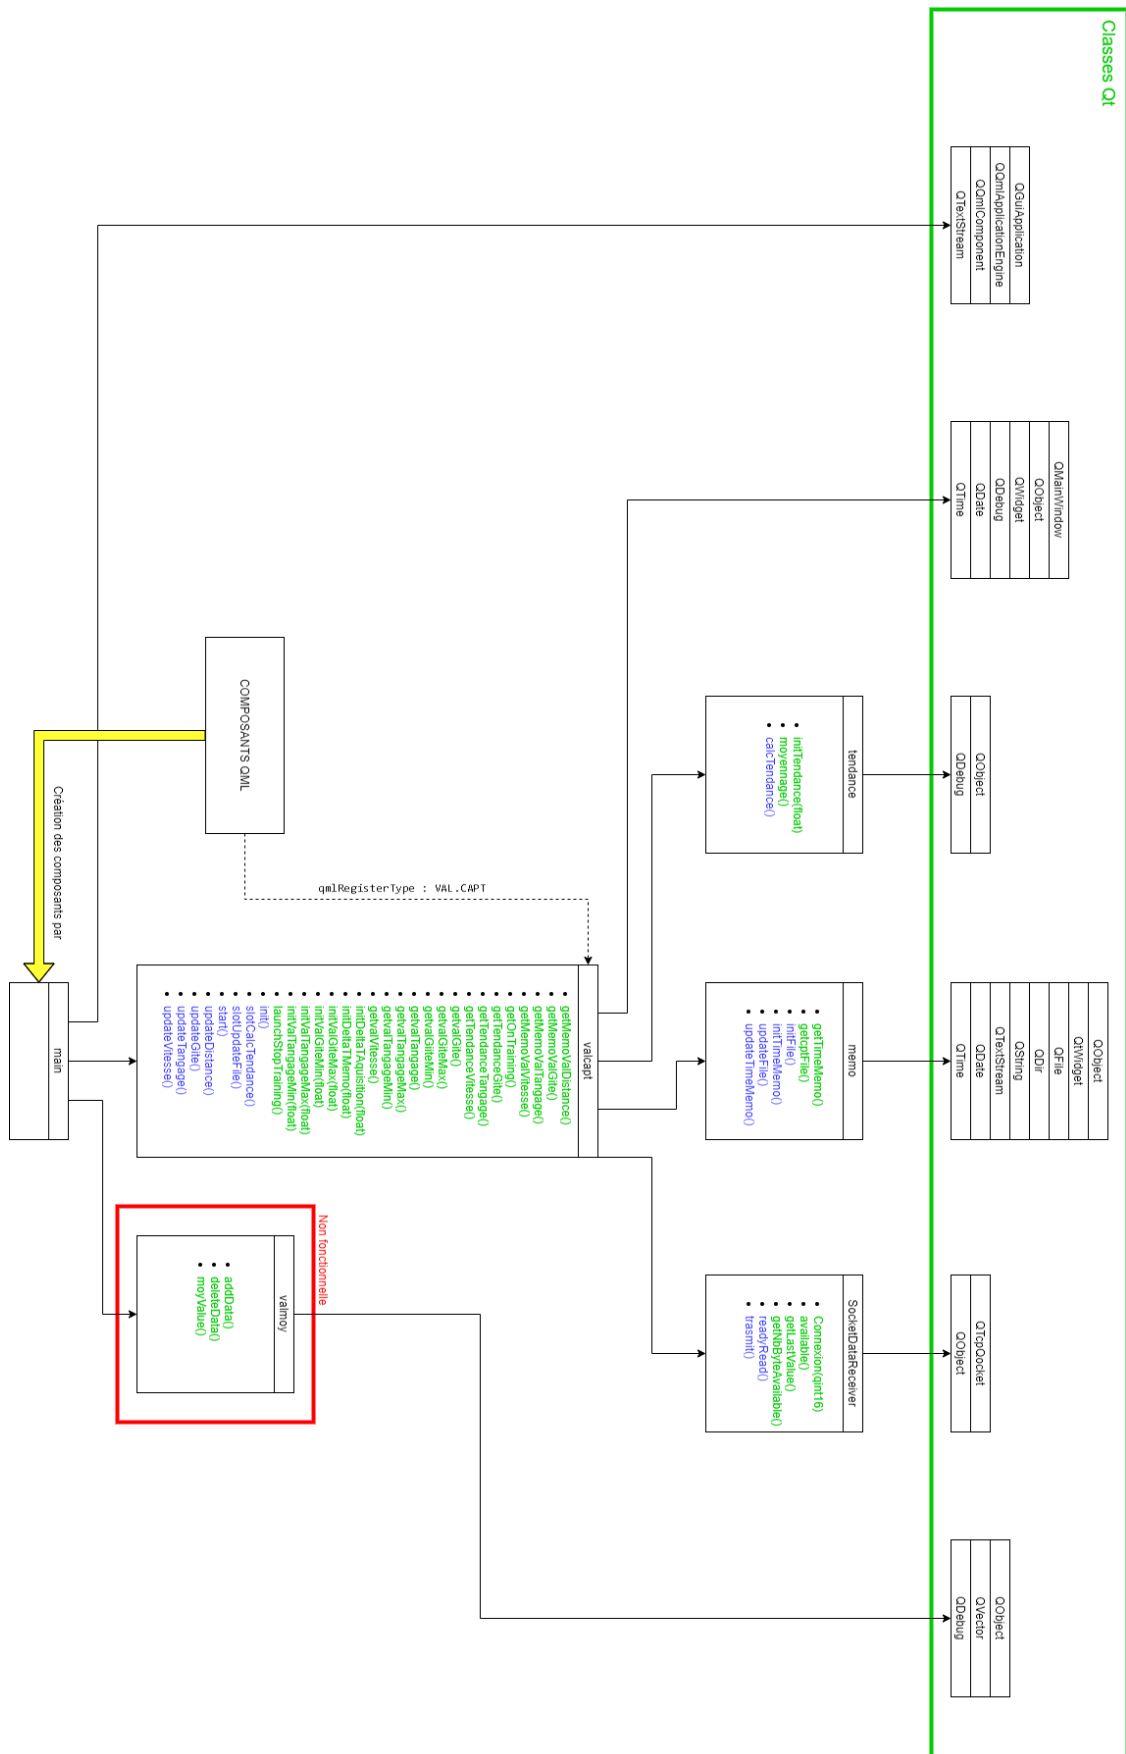 Classes Qt
QGuiApplication
QQmlApplicationEngine
QQmlComponent
QTextStream
QMainWindow
QObject
QWidget
QDebug
QDate
QTime
QObject
QDebug
QObject
QtWidget
QFile
QDir
QString
QTextStream
QDate
QTime
QTcpQocket
QObject
QObject
QVector
QDebug
tendance
initTendance(float)
moyennage()
calcTendance()
memo
getTimeMemo()
getoptFile()
initFile()
initTimeMemo()
updateFile()
updateTimeMemo()
SocketDataReceiver
Connexion(qint16)
available()
getLastValue()
getNbByteAvailable()
readyRead()
trasmit()
COMPOSANTS QML
qmlRegisterType : VAL.CAPT
valcapt
getMemoValDistance()
getMemoValGite()
getMemoValTangage()
getMemoValVitesse()
getOnTraining()
getTendanceGite()
getTendanceTangage()
getTendanceVitesse()
getvalGite()
getvalGiteMax()
getvalGiiteMin()
getvalTangage()
getvalTangageMax()
getvalTangageMin()
getvalVitesse()
initDeltaTAquisition(float)
initDeltaTMemo(float)
initValGiteMax(float)
initValGiteMin(float)
initValTangageMax(float)
initValTangageMin(float)
launchStopTraining()
init()
slotCalcTendance()
slotUpdateFile()
start()
updateDistance()
updateGite()
updateTangage()
updateVitesse()
Non fonctionnelle
valmoy
addData()
deleteData()
moyValue()
Création des composants par
main